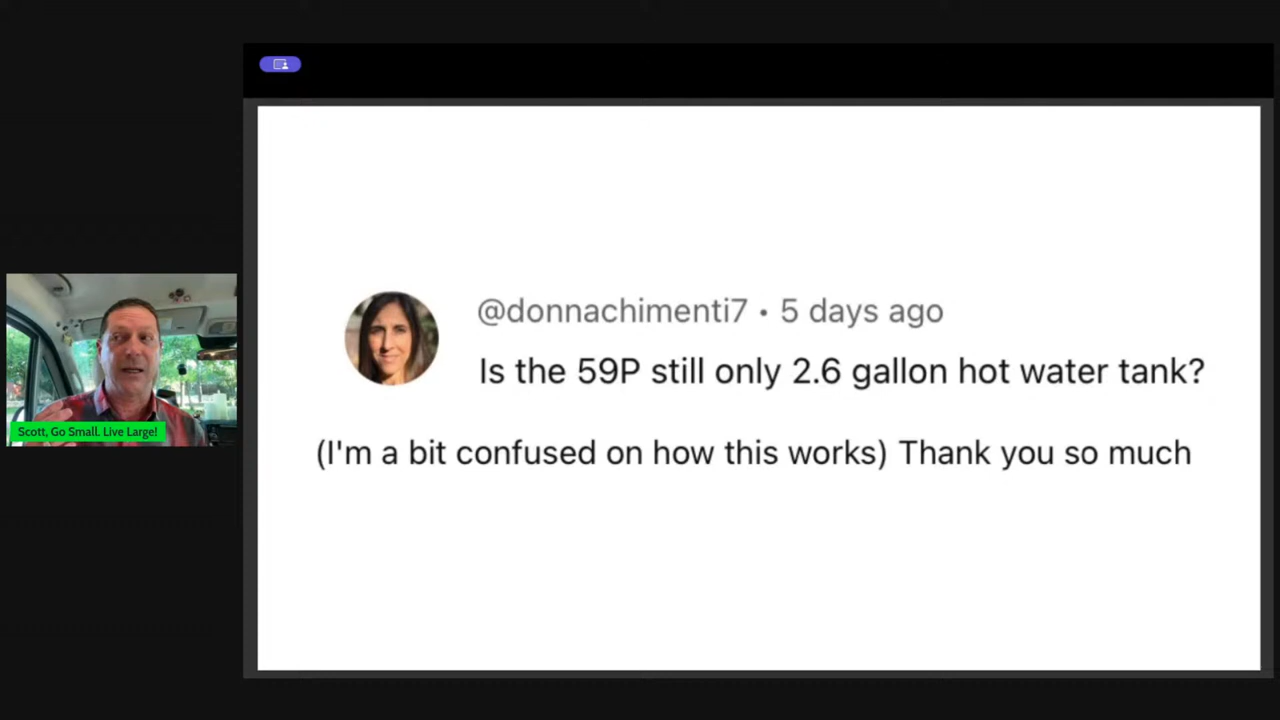 @donnachimenti7 • 5 days ago
Is the 59P still only 2.6 gallon hot water tank?
(I'm a bit confused on how this works) Thank you so much
Scott, Go Small. Live Large!